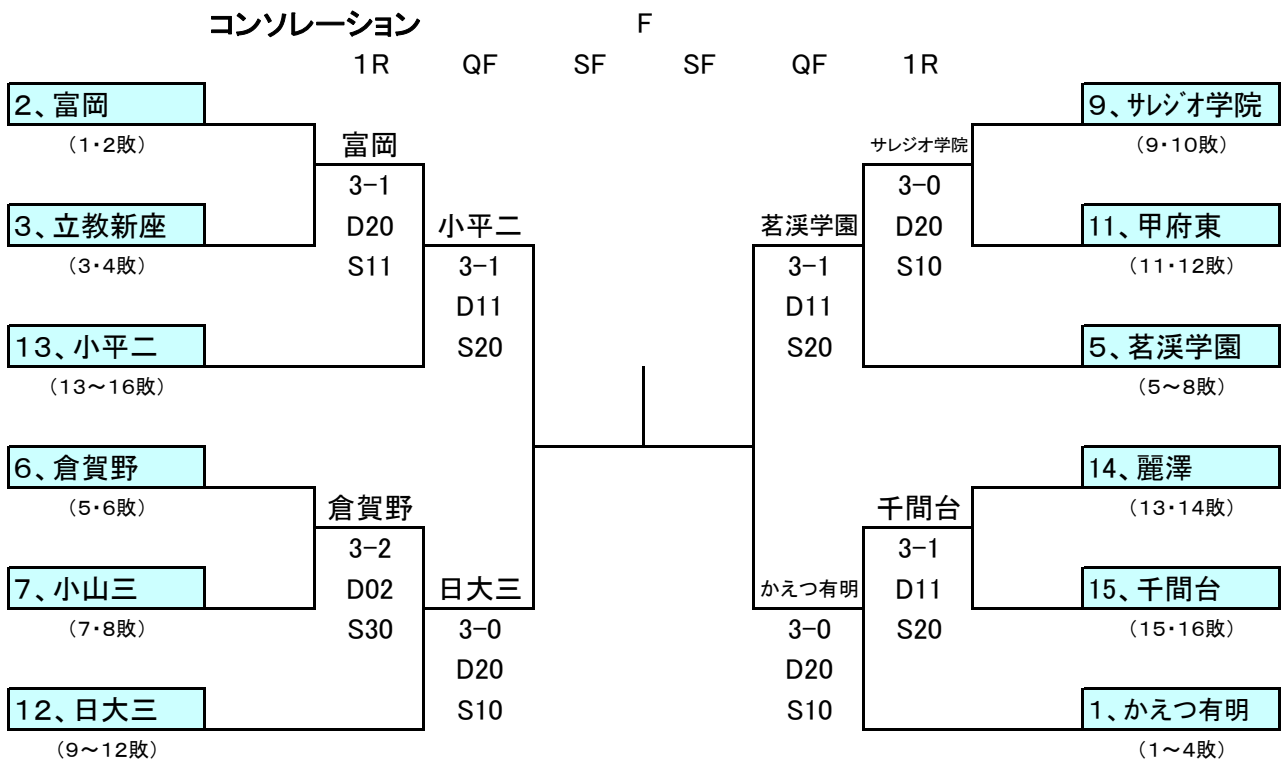 コンソレーション F
1R QF SF SF QF 1R
2、富岡 9、サレジオ学院
(1・2敗) 富岡 サレジオ学院 (9・10敗)
3-1 3-0
3、立教新座 D20 小平二 茗渓学園 D20 11、甲府東
(3・4敗) S11 3-1 3-1 S10 (11・12敗)
D11 D11
13、小平二 S20 S20 5、茗渓学園
(13～16敗) (5～8敗)
6、倉賀野 14、麗澤
(5・6敗) 倉賀野 千間台 (13・14敗)
3-2 3-1
7、小山三 D02 日大三 かえつ有明 D11 15、千間台
(7・8敗) S30 3-0 3-0 S20 (15・16敗)
D20 D20
12、日大三 S10 S10 1、かえつ有明
(9～12敗) (1～4敗)